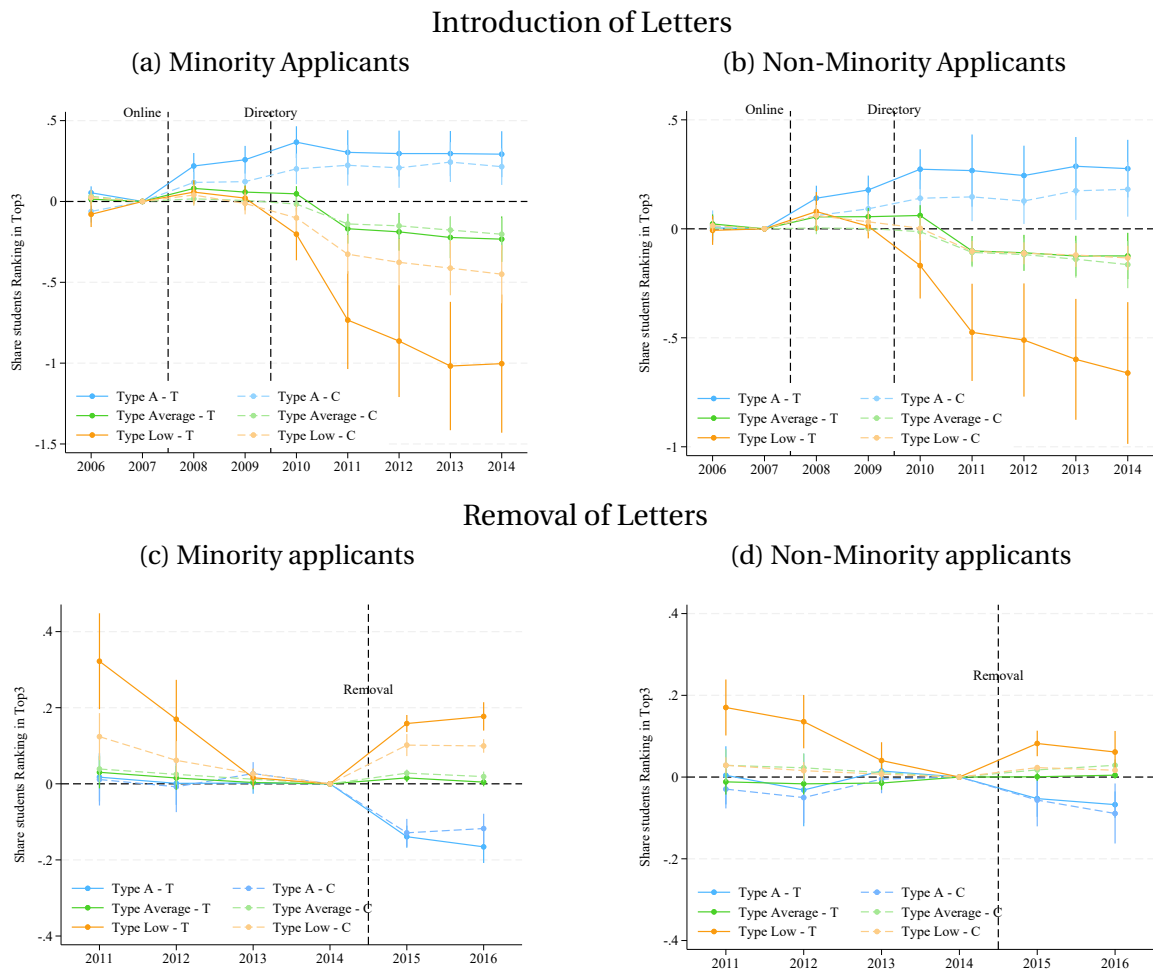 Introduction of Letters
(a) Minority Applicants
Share students Ranking in Top3
.5
0
-.5
-1
-1.5
Online
Directory
Type A - T
Type A - C
Type Average - T
Type Average - C
Type Low - T
Type Low - C
2006 2007 2008 2009 2010 2011 2012 2013 2014
(b) Non-Minority Applicants
Share students Ranking in Top3
.5
0
-.5
-1
Online
Directory
Type A - T
Type A - C
Type Average - T
Type Average - C
Type Low - T
Type Low - C
2006 2007 2008 2009 2010 2011 2012 2013 2014
Removal of Letters
(c) Minority applicants
Share students Ranking in Top3
.4
.2
0
-.2
-.4
Removal
Type A - T
Type A - C
Type Average - T
Type Average - C
Type Low - T
Type Low - C
2011 2012 2013 2014 2015 2016
(d) Non-Minority applicants
Share students Ranking in Top3
.4
.2
0
-.2
-.4
Removal
Type A - T
Type A - C
Type Average - T
Type Average - C
Type Low - T
Type Low - C
2011 2012 2013 2014 2015 2016